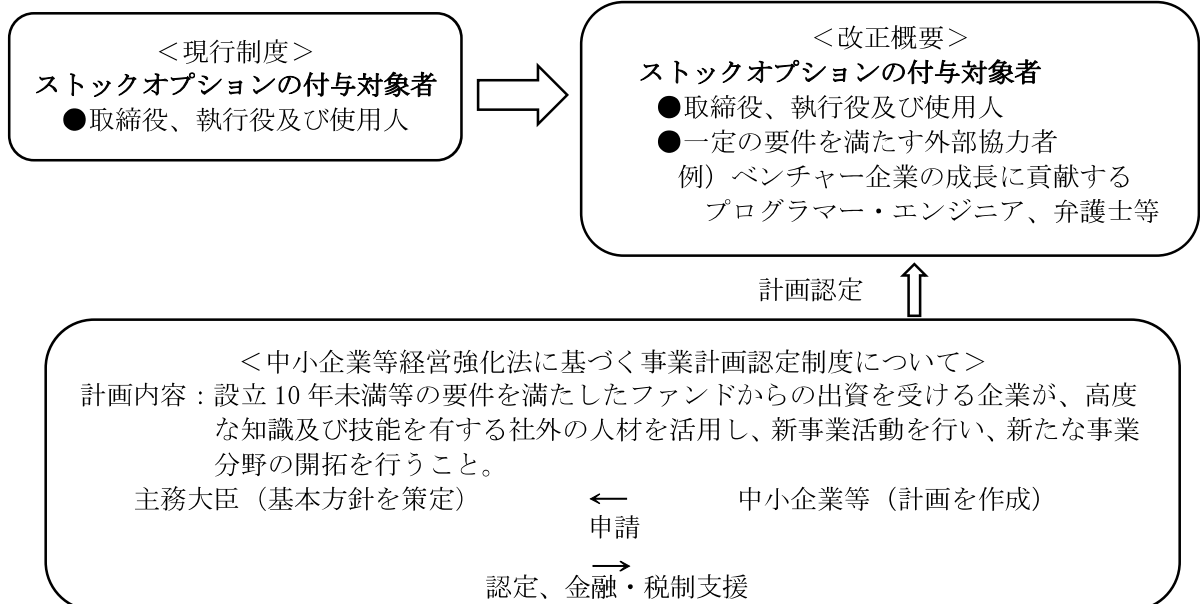 ＜現行制度＞
ストックオプションの付与対象者
●取締役、執行役及び使用人
＜改正概要＞
ストックオプションの付与対象者
●取締役、執行役及び使用人
●一定の要件を満たす外部協力者
例）ベンチャー企業の成長に貢献する
プログラマー・エンジニア、弁護士等
計画認定
＜中小企業等経営強化法に基づく事業計画認定制度について＞
計画内容：設立 10 年未満等の要件を満たしたファンドからの出資を受ける企業が、高度
な知識及び技能を有する社外の人材を活用し、新事業活動を行い、新たな事業
分野の開拓を行うこと。
主務大臣（基本方針を策定） ← 中小企業等（計画を作成）
申請
→
認定、金融・税制支援